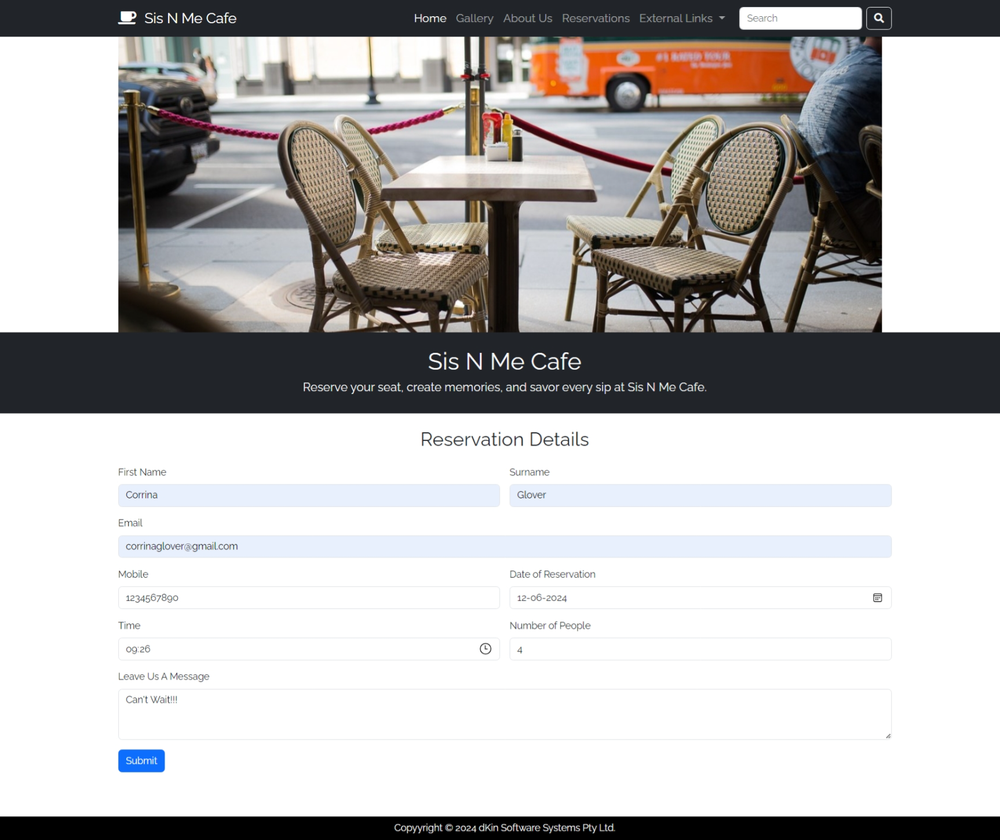 Sis N Me Cafe
Home Gallery About Us Reservations External Links Search
#1 RATED TOUR
Sis N Me Cafe
Reserve your seat, create memories, and savor every sip at Sis N Me Cafe.
Reservation Details
First Name Surname
Corrina Glover
Email
corrinaglover@gmail.com
Mobile Date of Reservation
1234567890 12-06-2024
Time Number of People
09:26 4
Leave Us A Message
Can't Wait!!!
Submit
Copyyright © 2024 dKin Software Systems Pty Ltd.